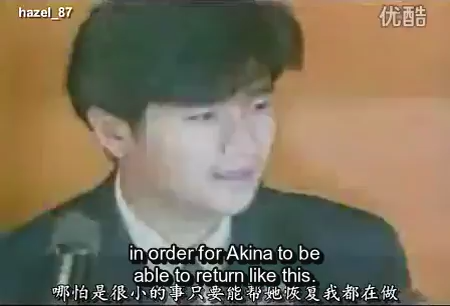 hazel_87
优酷
in order for Akina to be
able to return like this.
哪怕是很小的事只要能帮她恢复我都在做